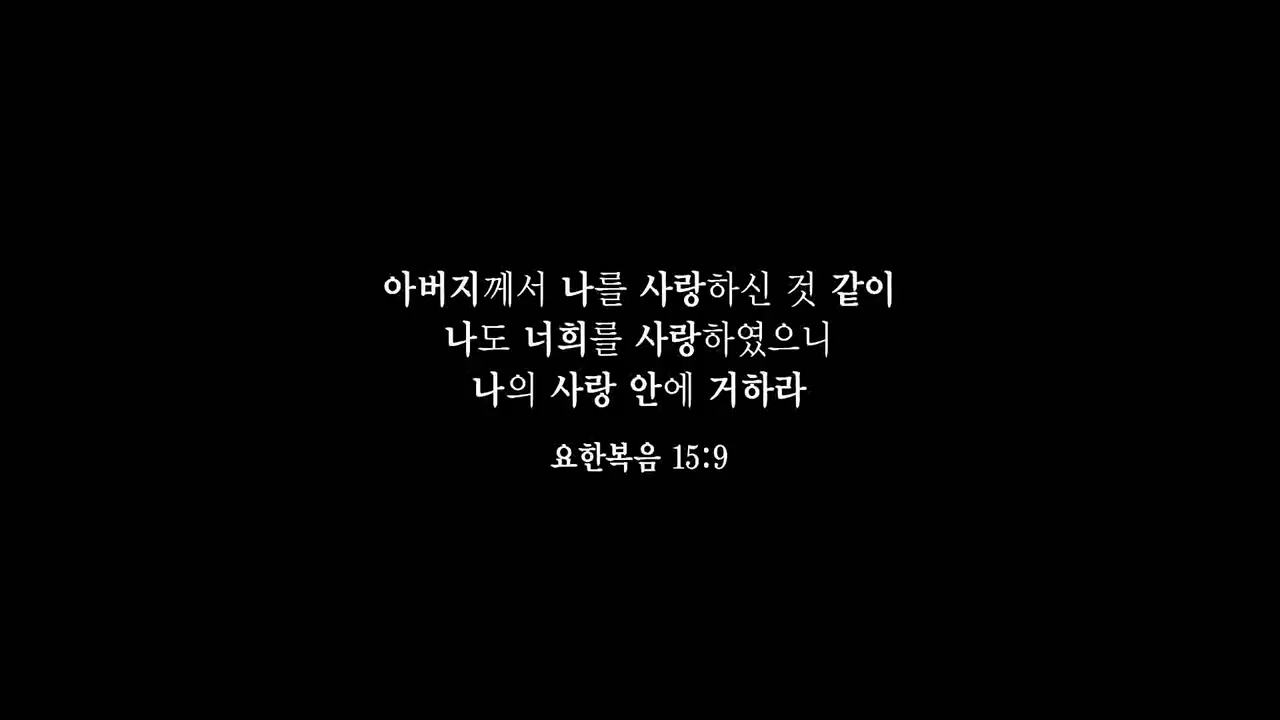 아버지께서 나를 사랑하신 것 같이
나도 너희를 사랑하였으니
나의 사랑 안에 거하라
요한복음 15:9